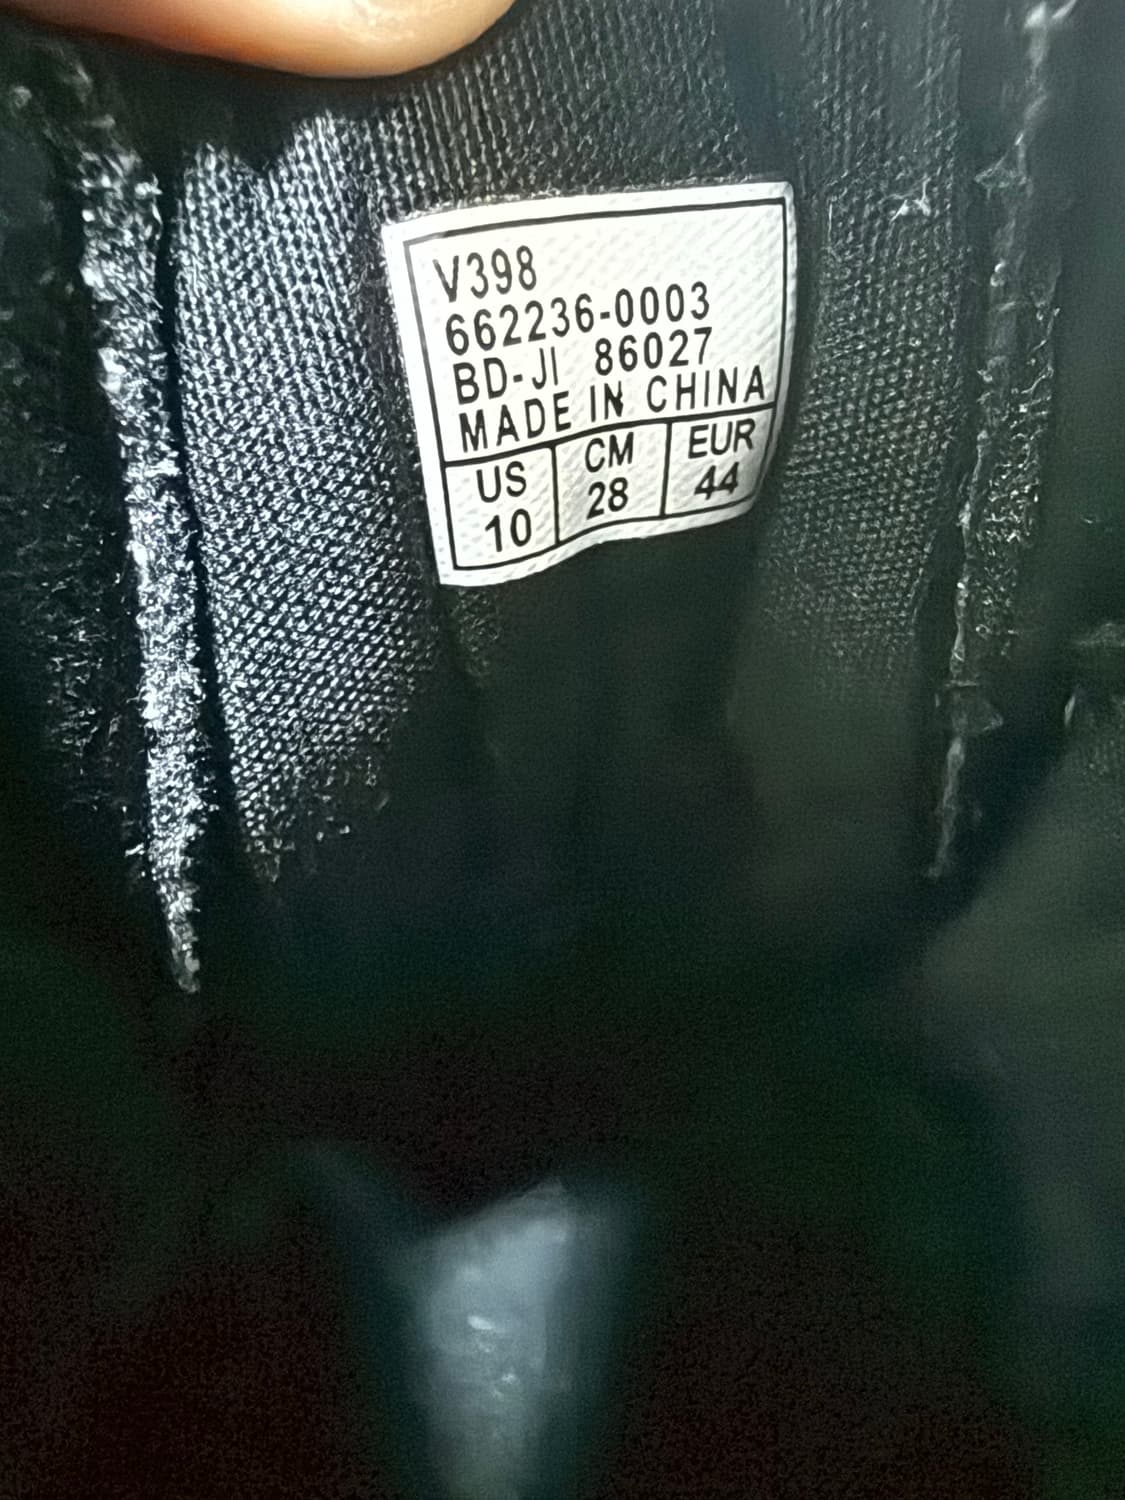 V398
662236-0003
BD-JI 86027
MADE IN CHINA
US CM EUR
10 28 44